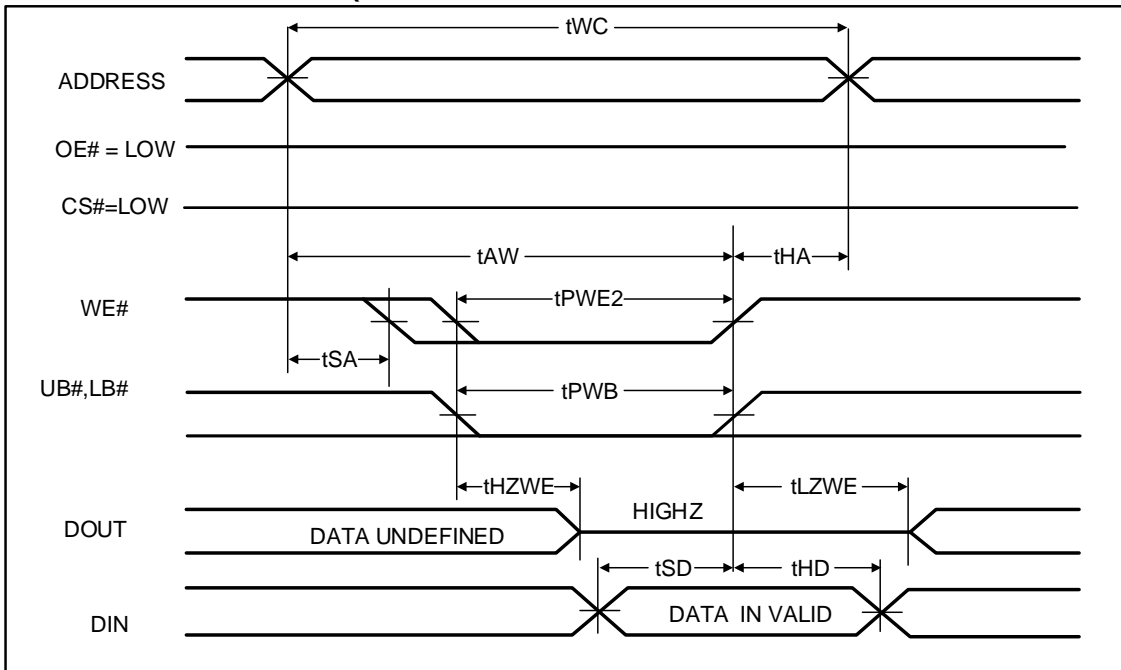 tWC
ADDRESS
OE# = LOW
CS#=LOW
tAW
tHA
WE#
tPWE2
tSA
UB#,LB#
tPWB
tHZWE
tLZWE
DOUT
DATA UNDEFINED
HIGHZ
tSD
tHD
DIN
DATA IN VALID